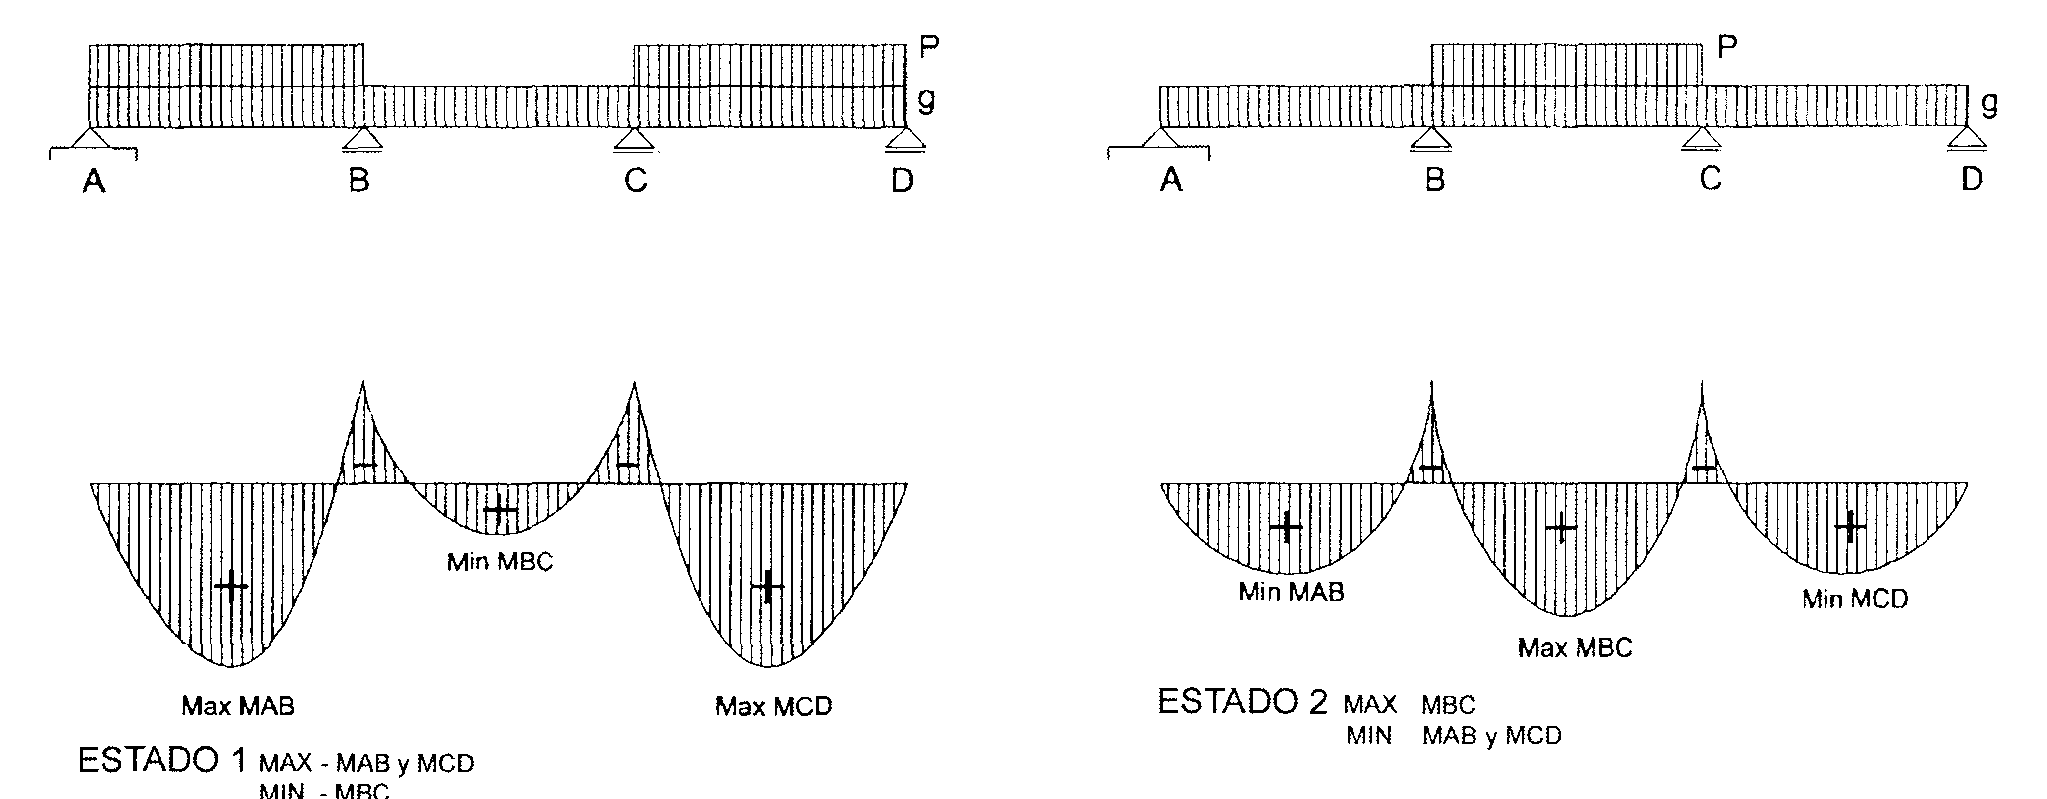 P
g
A B C D
Min MBC
Max MAB Max MCD
ESTADO 1 MAX - MAB y MCD
MIN - MBC
P
g
A B C D
Min MAB Min MCD
Max MBC
ESTADO 2 MAX MBC
MIN MAB y MCD